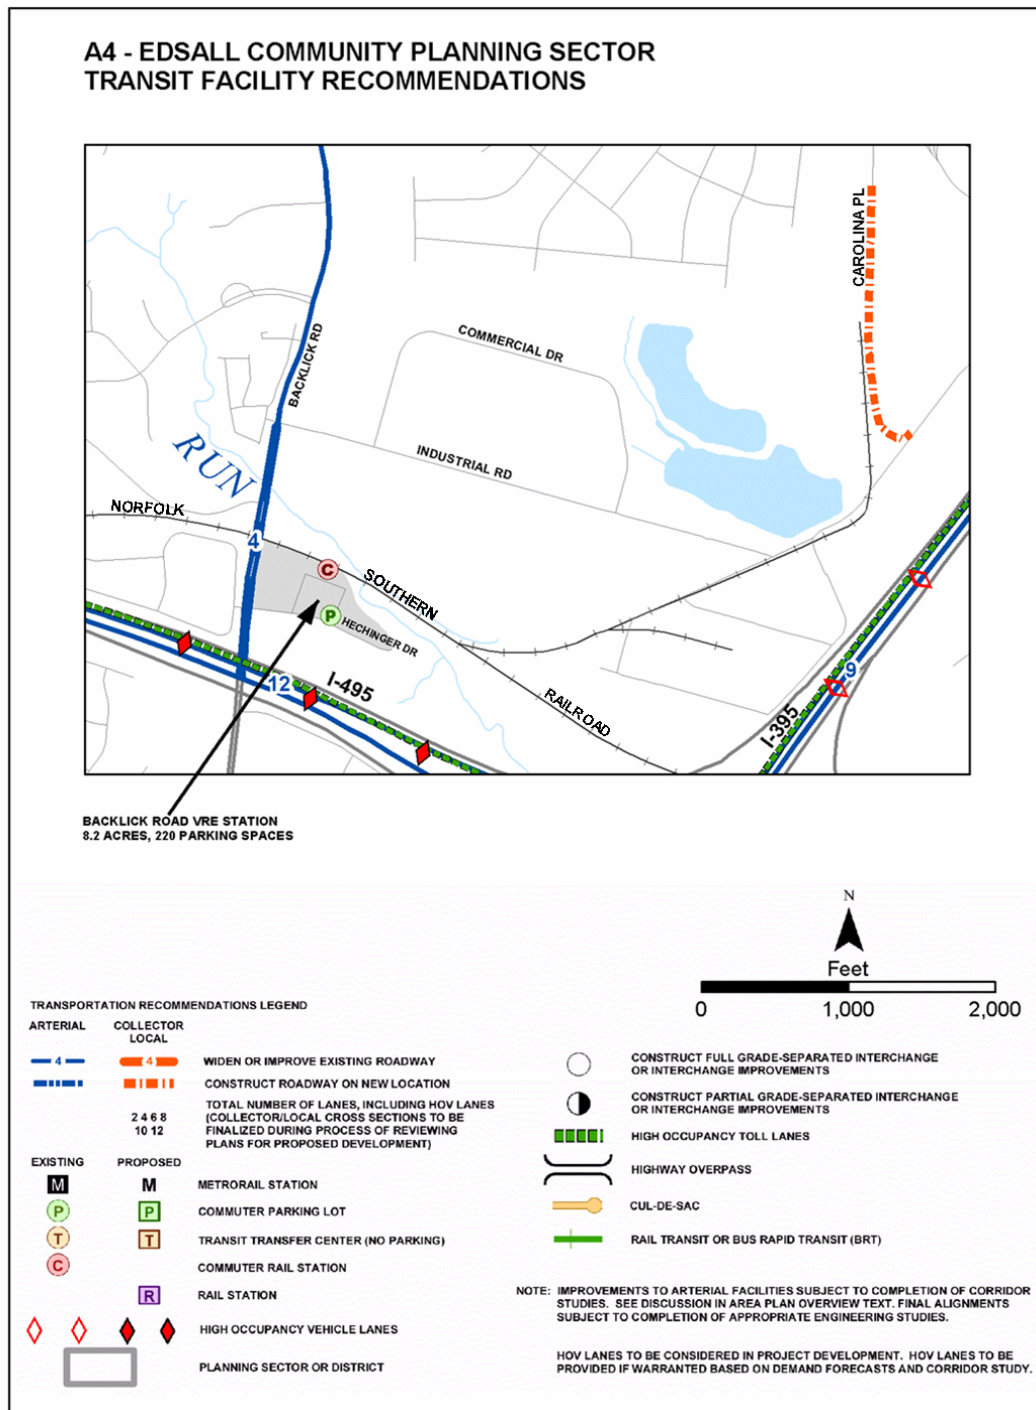 A4 - EDSALL COMMUNITY PLANNING SECTOR
TRANSIT FACILITY RECOMMENDATIONS
CAROLINA PL
COMMERCIAL DR
BACKLICK RD
RUN
INDUSTRIAL RD
NORFOLK
4
C
SOUTHERN
P
HECHINGER DR
12
I-495
RAILROAD
9
I-395
BACKLICK ROAD VRE STATION
8.2 ACRES, 220 PARKING SPACES
N
Feet
0 1,000 2,000
TRANSPORTATION RECOMMENDATIONS LEGEND
ARTERIAL COLLECTOR
LOCAL
4 4 WIDEN OR IMPROVE EXISTING ROADWAY
CONSTRUCT ROADWAY ON NEW LOCATION
2 4 6 8
10 12
TOTAL NUMBER OF LANES, INCLUDING HOV LANES
(COLLECTOR/LOCAL CROSS SECTIONS TO BE
FINALIZED DURING PROCESS OF REVIEWING
PLANS FOR PROPOSED DEVELOPMENT)
EXISTING PROPOSED
M M METRORAIL STATION
P P COMMUTER PARKING LOT
T T TRANSIT TRANSFER CENTER (NO PARKING)
C COMMUTER RAIL STATION
R RAIL STATION
HIGH OCCUPANCY VEHICLE LANES
PLANNING SECTOR OR DISTRICT
CONSTRUCT FULL GRADE-SEPARATED INTERCHANGE
OR INTERCHANGE IMPROVEMENTS
CONSTRUCT PARTIAL GRADE-SEPARATED INTERCHANGE
OR INTERCHANGE IMPROVEMENTS
HIGH OCCUPANCY TOLL LANES
HIGHWAY OVERPASS
CUL-DE-SAC
RAIL TRANSIT OR BUS RAPID TRANSIT (BRT)
NOTE: IMPROVEMENTS TO ARTERIAL FACILITIES SUBJECT TO COMPLETION OF CORRIDOR
STUDIES. SEE DISCUSSION IN AREA PLAN OVERVIEW TEXT. FINAL ALIGNMENTS
SUBJECT TO COMPLETION OF APPROPRIATE ENGINEERING STUDIES.
HOV LANES TO BE CONSIDERED IN PROJECT DEVELOPMENT. HOV LANES TO BE
PROVIDED IF WARRANTED BASED ON DEMAND FORECASTS AND CORRIDOR STUDY.